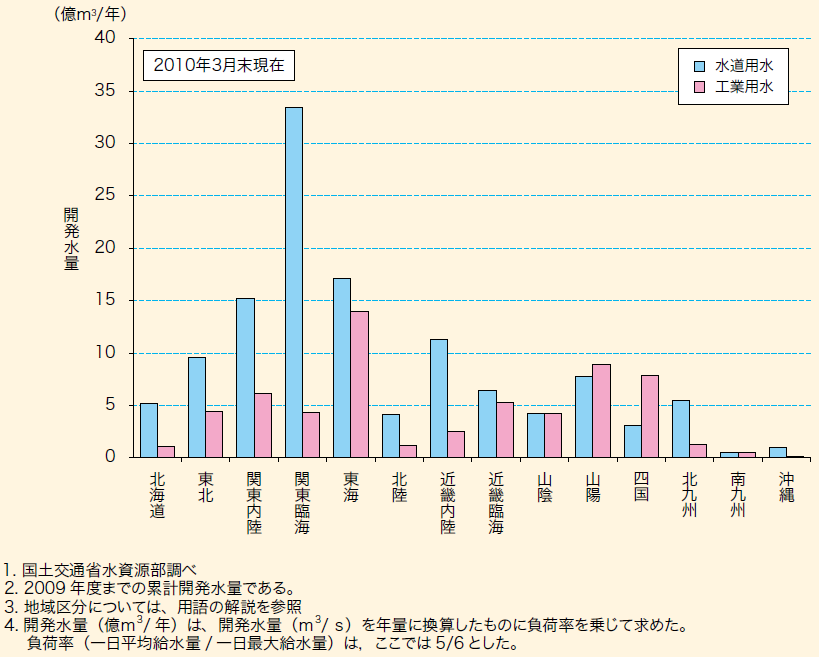 （億m³/年）
40
2010年3月末現在
水道用水
工業用水
35
30
25
開発水量
20
15
10
5
0
北海道
東北
関東内陸
関東臨海
東海
北陸
近畿内陸
近畿臨海
山陰
山陽
四国
北九州
南九州
沖縄
1. 国土交通省水資源部調べ
2. 2009 年度までの累計開発水量である。
3. 地域区分については、用語の解説を参照
4. 開発水量（億m³/ 年）は、開発水量（m³/ s）を年量に換算したものに負荷率を乗じて求めた。
負荷率（一日平均給水量 / 一日最大給水量）は，ここでは 5/6 とした。